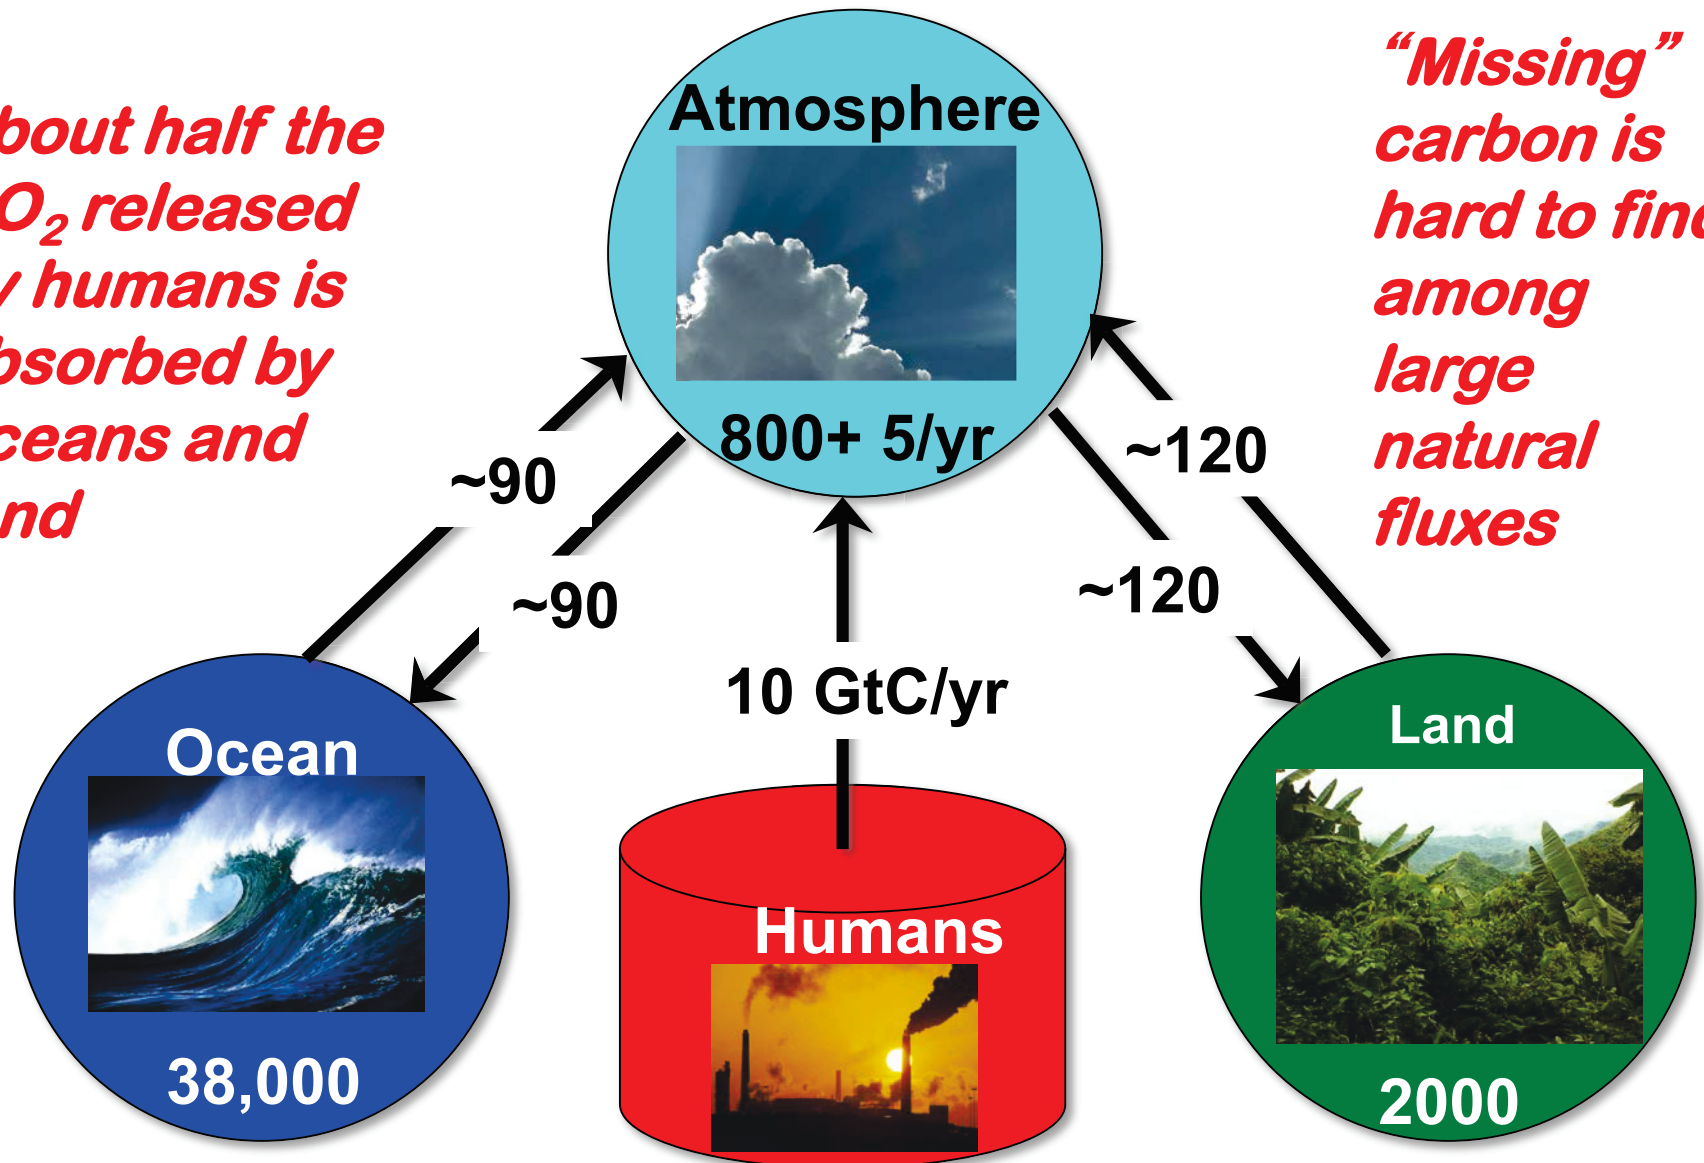 bout half the
O₂ released
y humans is
bsorbed by
ceans and
nd
Atmosphere
800+ 5/yr
“Missing”
carbon is
hard to find
among
large
natural
fluxes
~90
~90
~120
~120
10 GtC/yr
Ocean
38,000
Humans
Land
2000